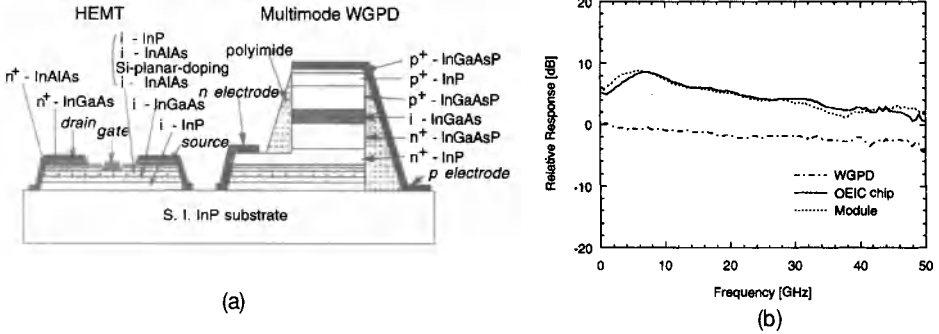 HEMT
Multimode WGPD
i - InP
i - InAlAs
Si-planar-doping
i - InAlAs
n+ - InAlAs
n+ - InGaAs
drain
gate
i - InGaAs
i - InP
source
polyimide
n electrode
p+ - InGaAsP
p+ - InP
p+ - InGaAsP
i - InGaAs
n+ - InGaAsP
n+ - InP
p electrode
S. I. InP substrate
(a)
Relative Response [dB]
20
10
0
10
20
WGPD
OEIC chip
Module
0
10
20
30
40
50
Frequency [GHz]
(b)